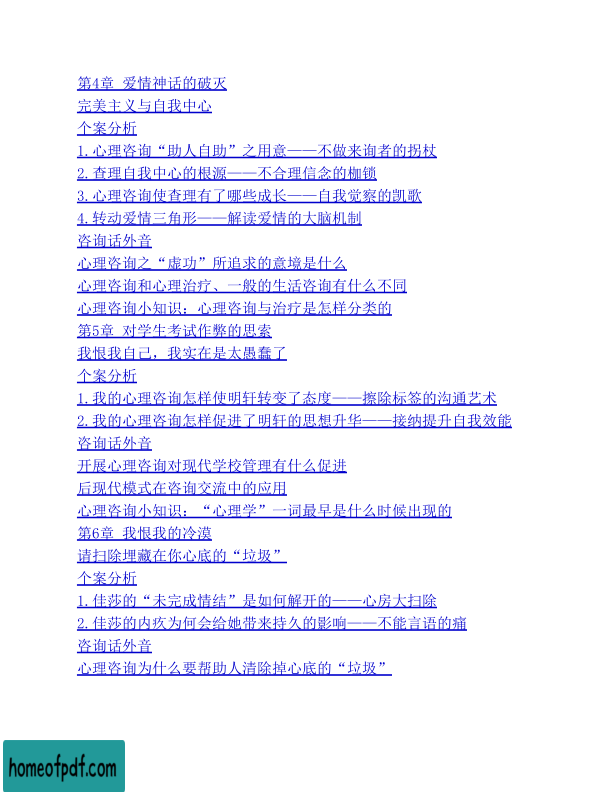 第4章 爱情神话的破灭
完美主义与自我中心
个案分析
1.心理咨询“助人自助”之用意——不做来询者的拐杖
2.查理自我中心的根源——不合理信念的枷锁
3.心理咨询使查理有了哪些成长——自我觉察的凯歌
4.转动爱情三角形——解读爱情的大脑机制
咨询话外音
心理咨询之“虚功”所追求的意境是什么
心理咨询和心理治疗、一般的生活咨询有什么不同
心理咨询小知识：心理咨询与治疗是怎样分类的
第5章 对学生考试作弊的思索
我恨我自己，我实在是太愚蠢了
个案分析
1.我的心理咨询怎样使明轩转变了态度——擦除标签的沟通艺术
2.我的心理咨询怎样促进了明轩的思想升华——接纳提升自我效能
咨询话外音
开展心理咨询对现代学校管理有什么促进
后现代模式在咨询交流中的应用
心理咨询小知识：“心理学”一词最早是什么时候出现的
第6章 我恨我的冷漠
请扫除埋藏在你心底的“垃圾”
个案分析
1.佳莎的“未完成情结”是如何解开的——心房大扫除
2.佳莎的内疚为何会给她带来持久的影响——不能言语的痛
咨询话外音
心理咨询为什么要帮助人清除掉心底的“垃圾”
homeofpdf.com